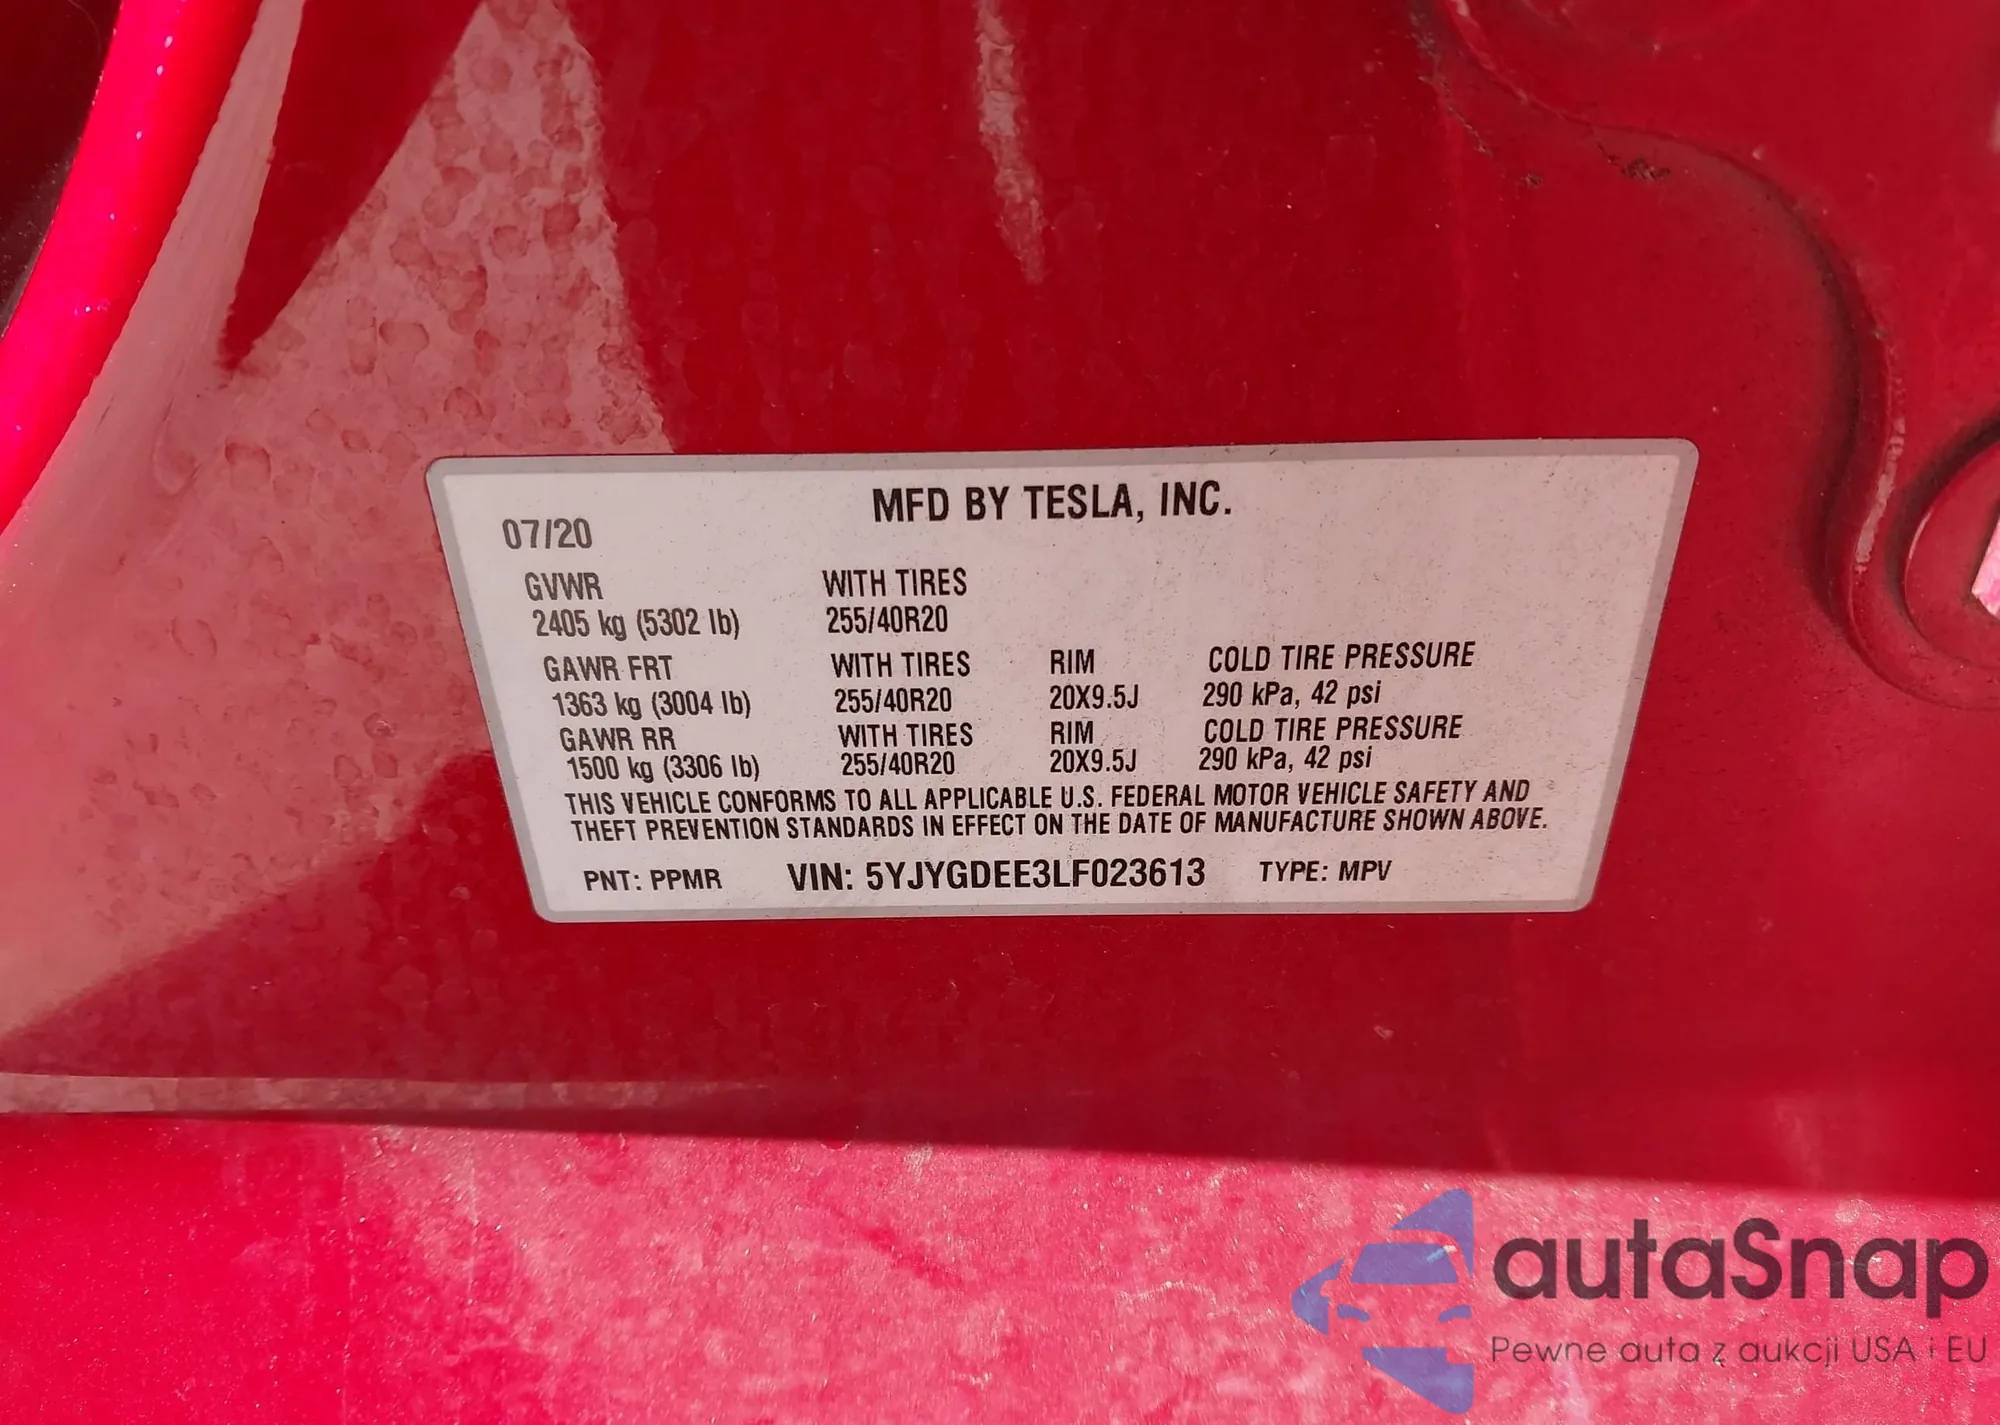 MFD BY TESLA, INC.
07/20
GVWR WITH TIRES
2405 kg (5302 lb) 255/40R20
GAWR FRT WITH TIRES RIM COLD TIRE PRESSURE
1363 kg (3004 lb) 255/40R20 20X9.5J 290 kPa, 42 psi
GAWR RR WITH TIRES RIM COLD TIRE PRESSURE
1500 kg (3306 lb) 255/40R20 20X9.5J 290 kPa, 42 psi
THIS VEHICLE CONFORMS TO ALL APPLICABLE U.S. FEDERAL MOTOR VEHICLE SAFETY AND
THEFT PREVENTION STANDARDS IN EFFECT ON THE DATE OF MANUFACTURE SHOWN ABOVE.
PNT: PPMR VIN: 5YJYGDEE3LF023613 TYPE: MPV
autaSnap
Pewne auta z aukcji USA i EU